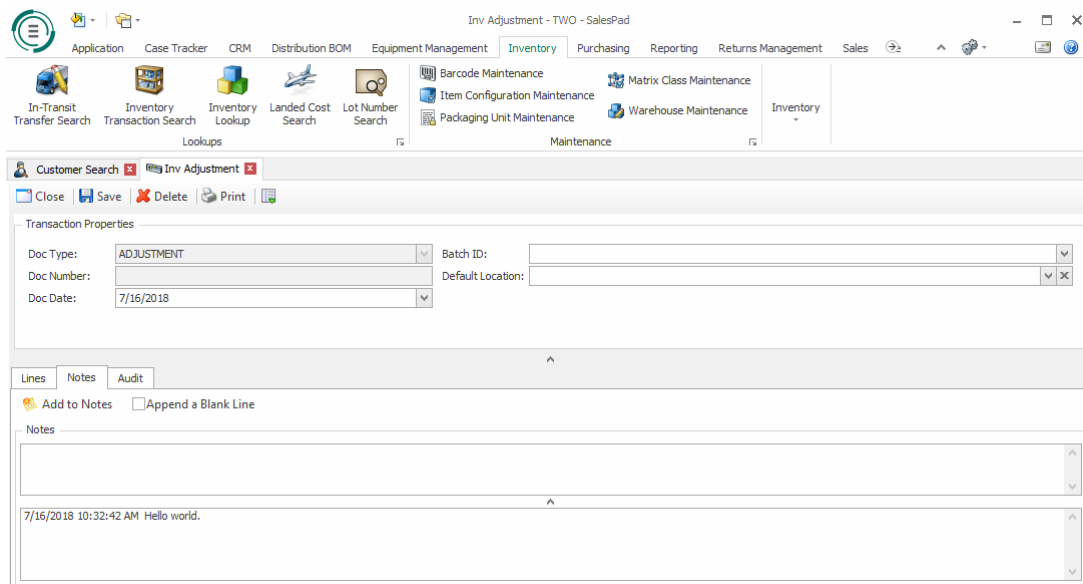 Inv Adjustment - TWO - SalesPad
Application Case Tracker CRM Distribution BOM Equipment Management Inventory Purchasing Reporting Returns Management Sales
In-Transit Transfer Search
Inventory Transaction Search
Inventory Lookup
Landed Cost Search
Lot Number Search
Lookups
Barcode Maintenance
Item Configuration Maintenance
Packaging Unit Maintenance
Matrix Class Maintenance
Warehouse Maintenance
Maintenance
Inventory
Customer Search Inv Adjustment
Close Save Delete Print
Transaction Properties
Doc Type: ADJUSTMENT Batch ID:
Doc Number: Default Location:
Doc Date: 7/16/2018
Lines Notes Audit
Add to Notes Append a Blank Line
Notes
7/16/2018 10:32:42 AM Hello world.